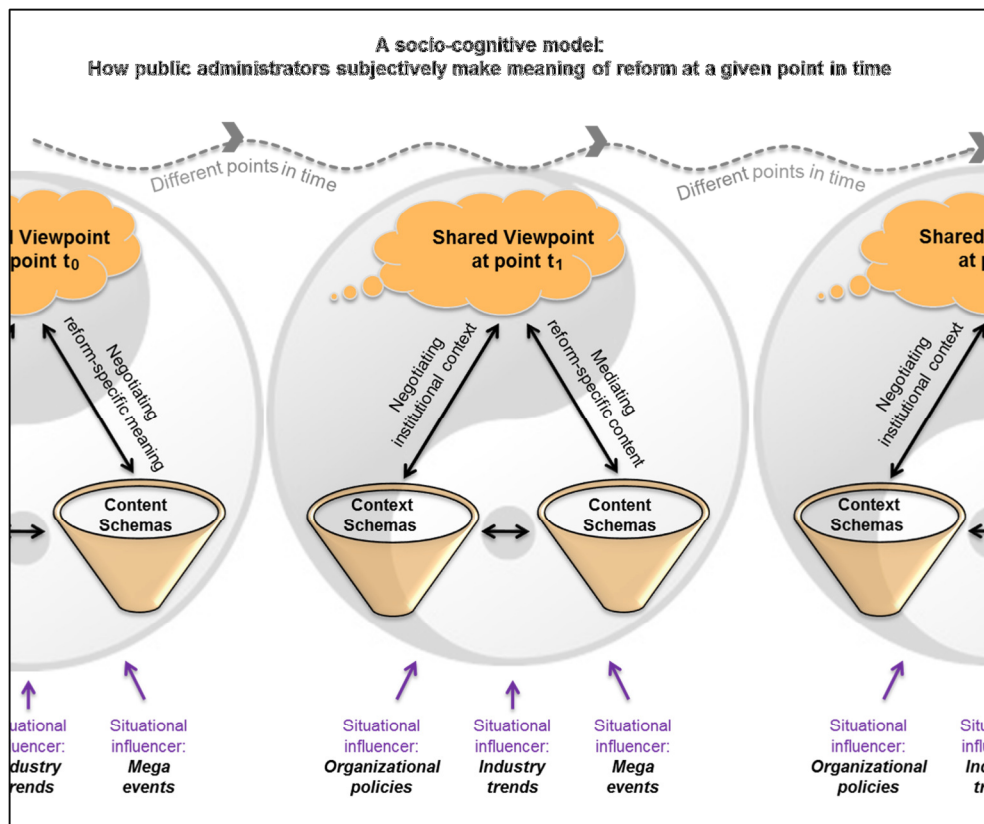 A socio-cognitive model:
How public administrators subjectively make meaning of reform at a given point in time
Different points in time
Different points in time
Viewpoint
point t₀
Negotiating
reform-specific meaning
Content
Schemas
Shared Viewpoint
at point t₁
Negotiating
institutional context
Mediating
reform-specific content
Context
Schemas
Content
Schemas
Shared
at
Negotiating
institutional context
Context
Schemas
Situational
influencer:
Mega
events
Situational
influencer:
Organizational
policies
Situational
influencer:
Industry
trends
Situational
influencer:
Mega
events
Situational
influencer:
Organizational
policies